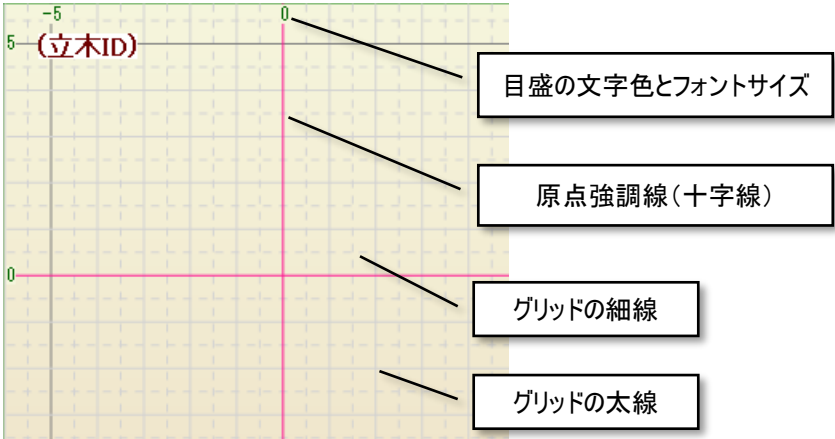 -5
0
5
(立木ID)
目盛の文字色とフォントサイズ
原点強調線(十字線)
0
グリッドの細線
グリッドの太線